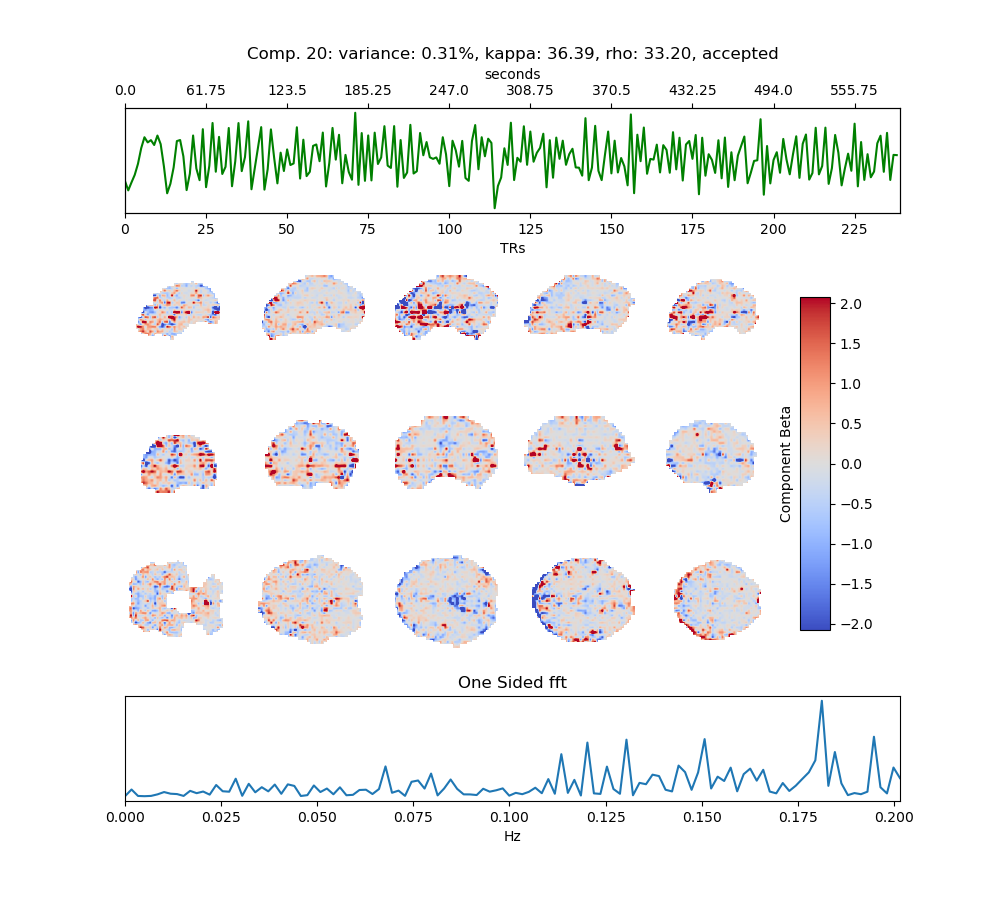 Comp. 20: variance: 0.31%, kappa: 36.39, rho: 33.20, accepted
seconds
0.0 61.75 123.5 185.25 247.0 308.75 370.5 432.25 494.0 555.75
0 25 50 75 100 125 150 175 200 225
TRs
2.0
1.5
1.0
0.5
0.0
−0.5
−1.0
−1.5
−2.0
Component Beta
One Sided fft
0.000 0.025 0.050 0.075 0.100 0.125 0.150 0.175 0.200
Hz